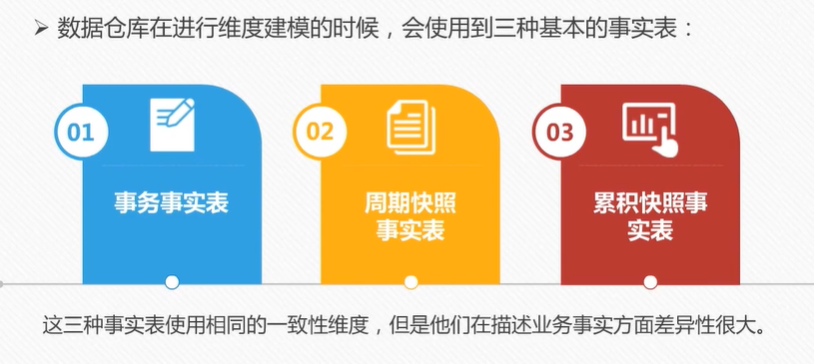 ➢ 数据仓库在进行维度建模的时候，会使用到三种基本的事实表：
01
事务事实表
02
周期快照
事实表
03
累积快照事
实表
这三种事实表使用相同的一致性维度，但是他们在描述业务事实方面差异性很大。